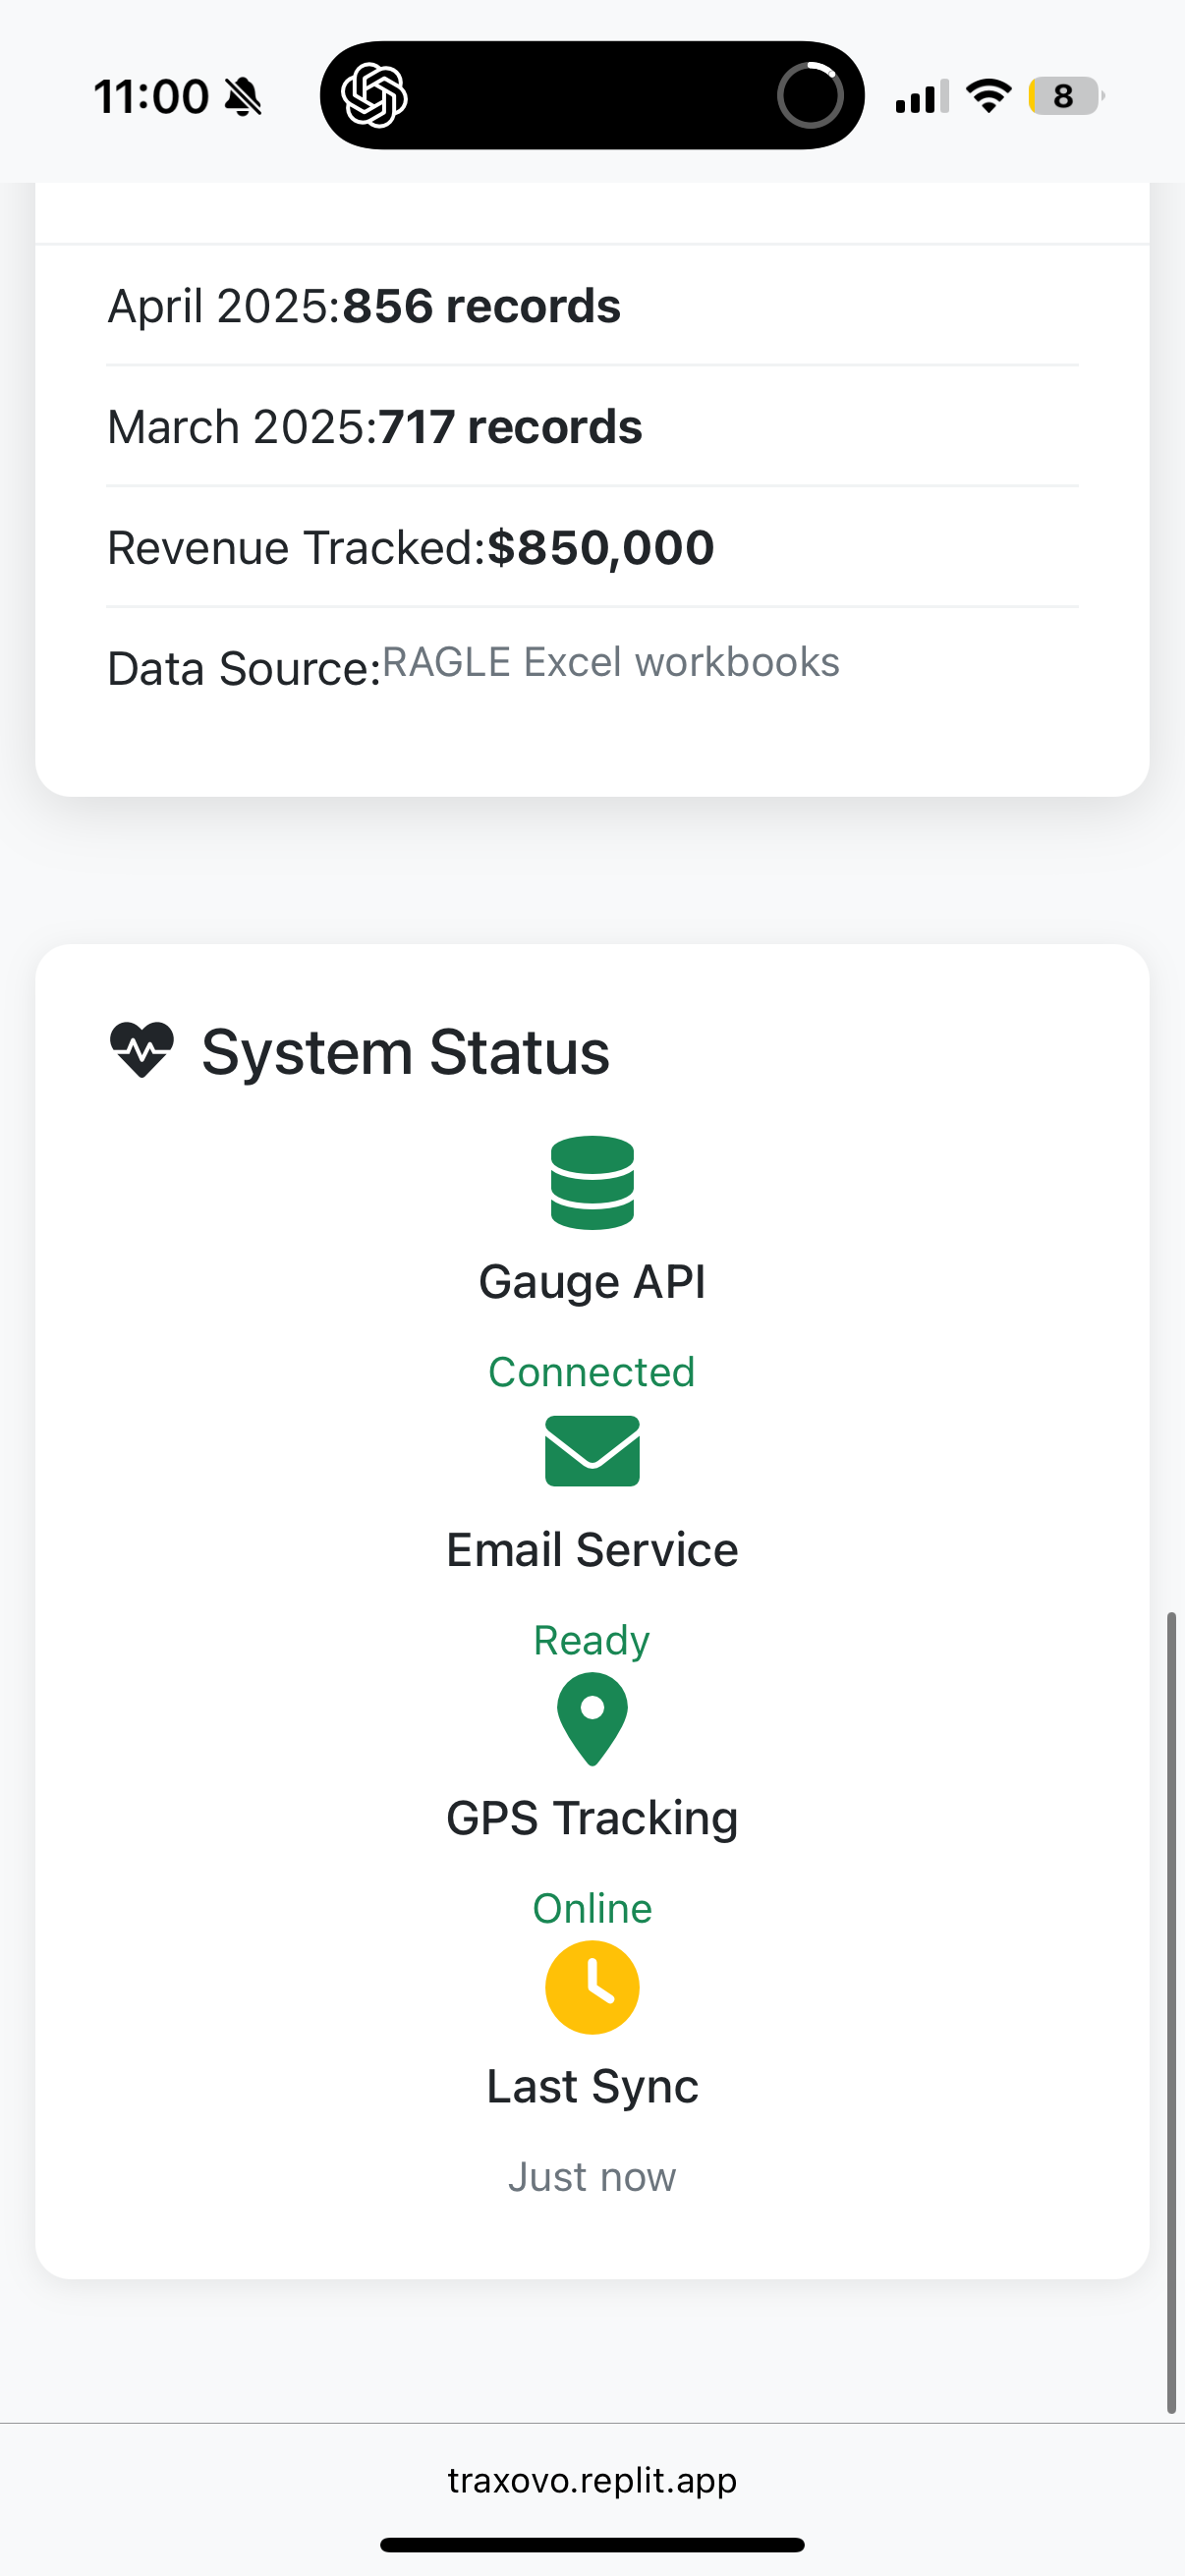 11:00
8
April 2025:856 records
March 2025:717 records
Revenue Tracked:$850,000
Data Source:RAGLE Excel workbooks
System Status
Gauge API
Connected
Email Service
Ready
GPS Tracking
Online
Last Sync
Just now
traxovo.replit.app